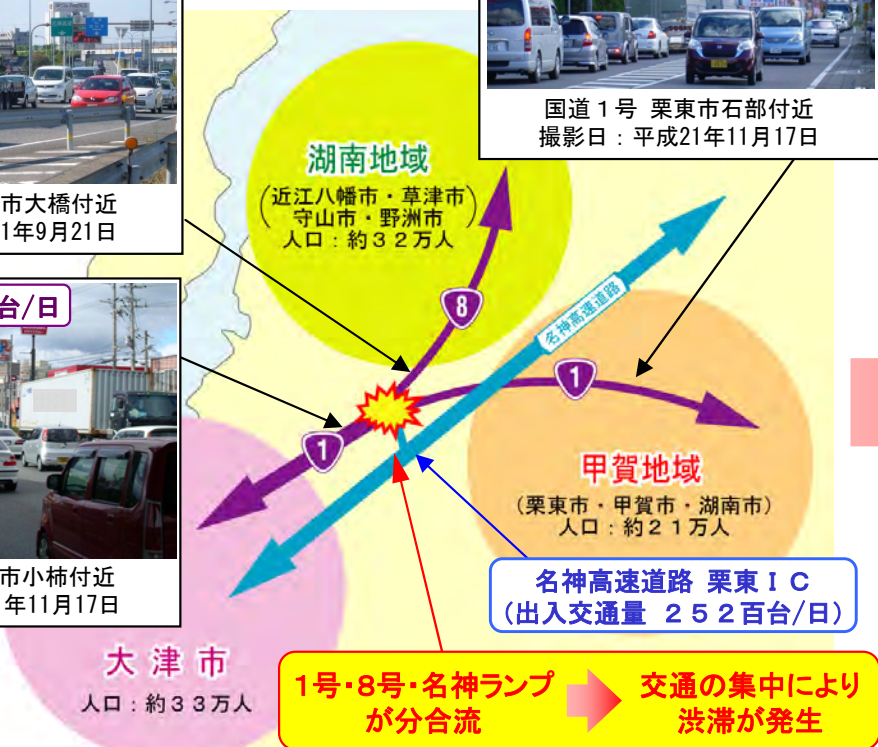 国道１号 栗東市石部付近
撮影日：平成21年11月17日
市大橋付近
1年9月21日
湖南地域
(近江八幡市・草津市
守山市・野洲市)
人口：約３２万人
8
名神高速道路
台/日
1
1
甲賀地域
(栗東市・甲賀市・湖南市)
人口：約２１万人
市小柿付近
年11月17日
名神高速道路 栗東ＩＣ
(出入交通量 ２５２百台/日)
大津市
人口：約３３万人
1号・8号・名神ランプ
が分合流
交通の集中により
渋滞が発生